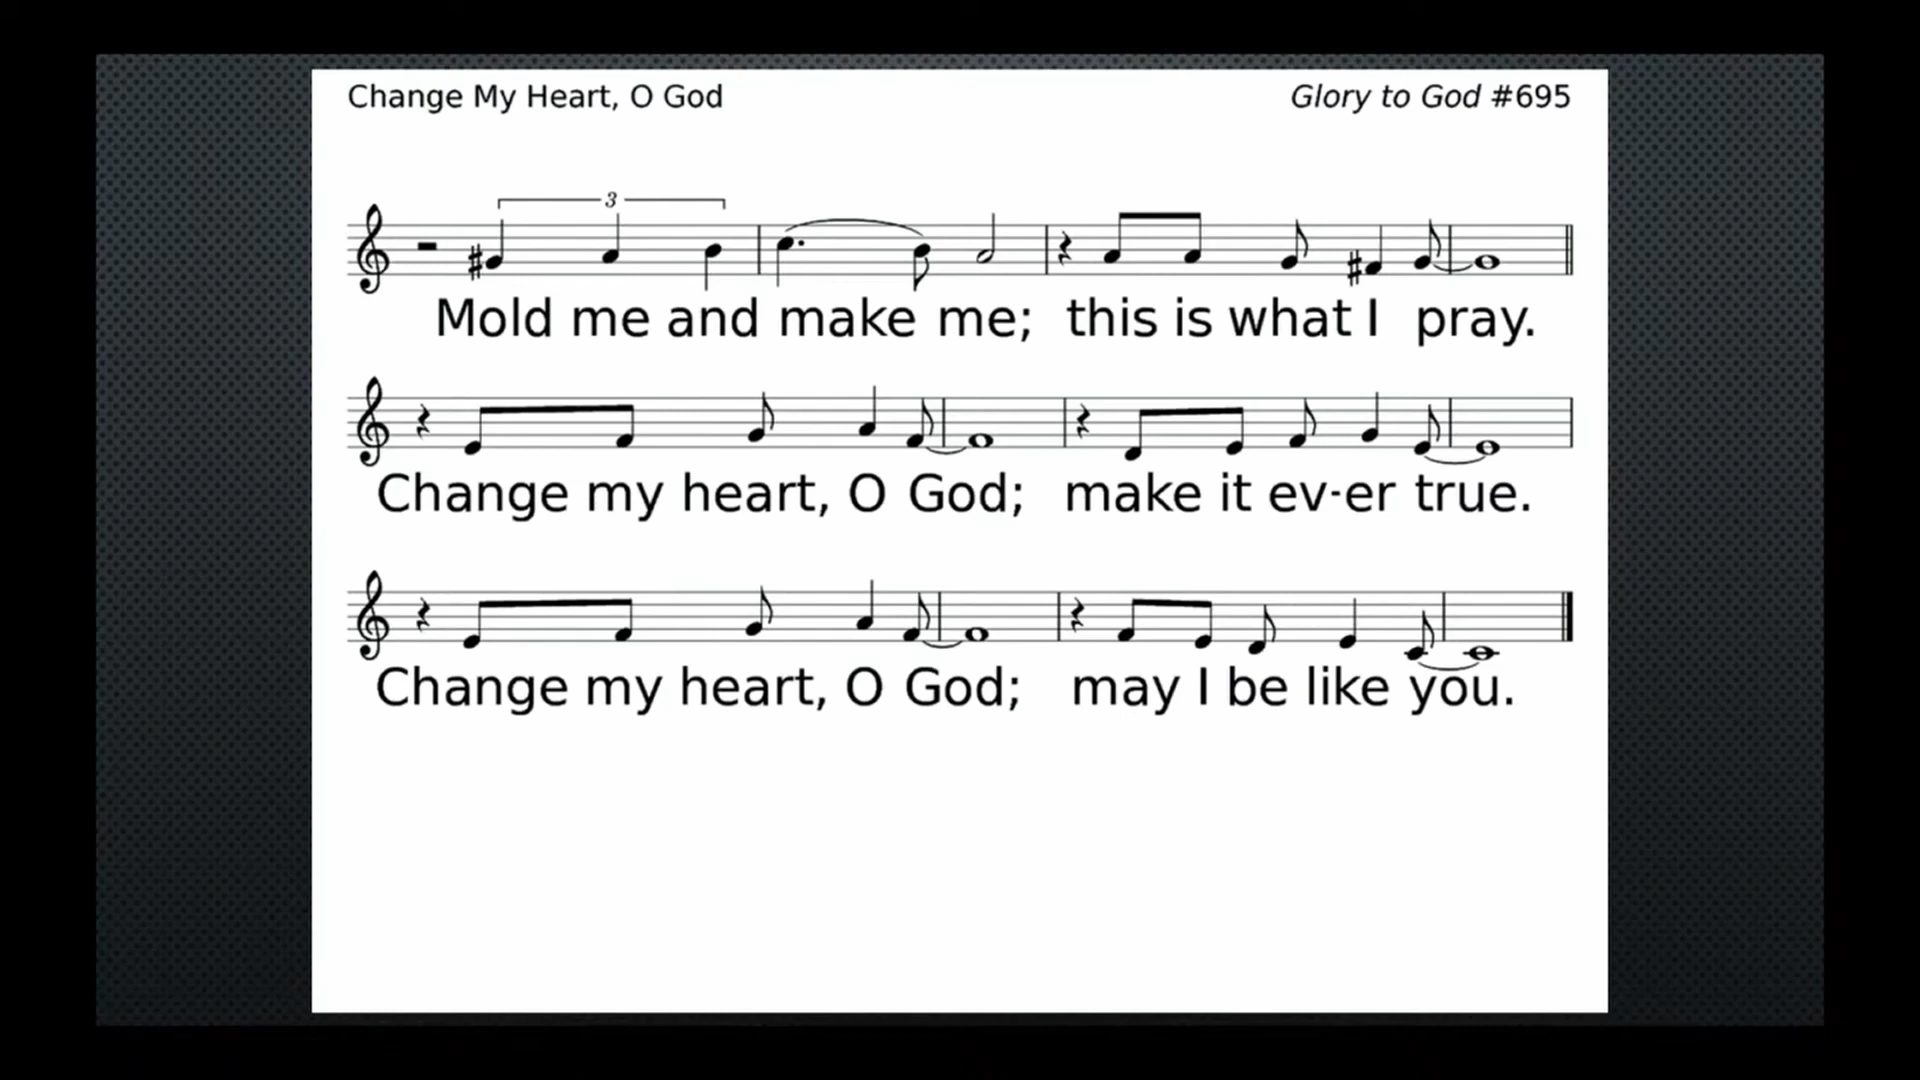 Change My Heart, O God
Glory to God #695
3
Mold me and make me; this is what I pray.
Change my heart, O God; make it ev-er true.
Change my heart, O God; may I be like you.